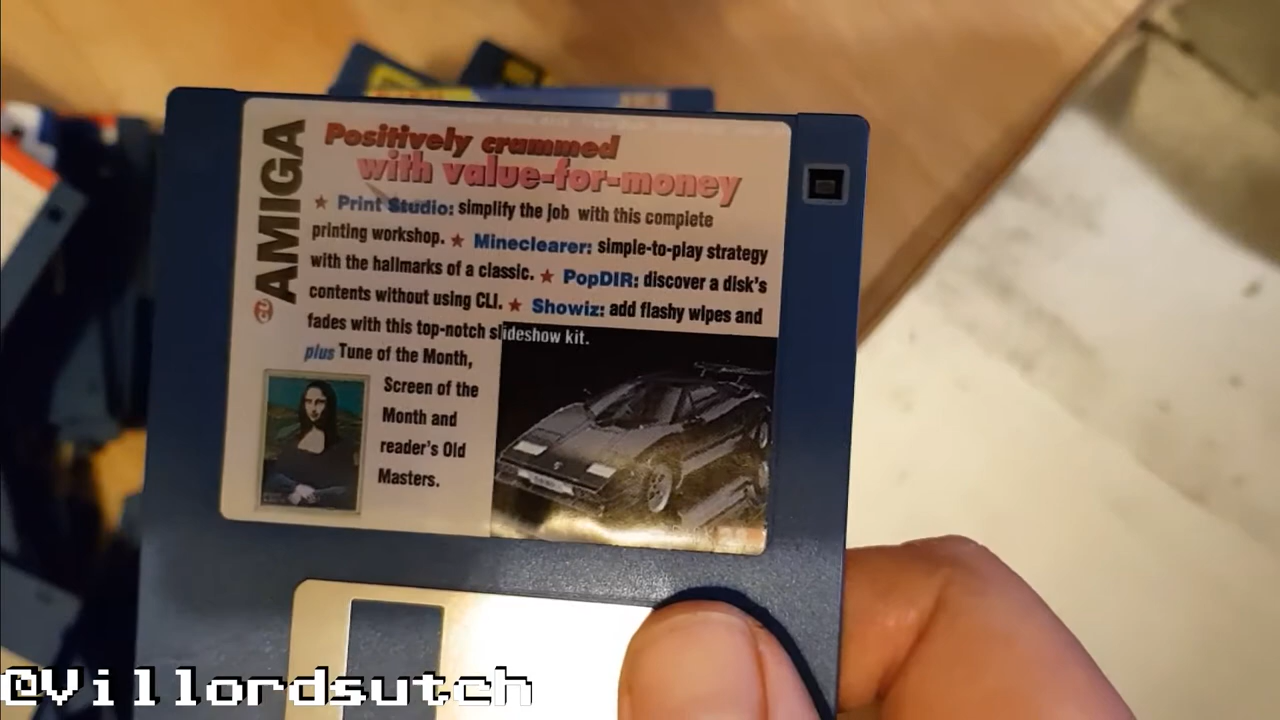 CU AMIGA
Positively crammed
with value-for-money
★ Print Studio: simplify the job with this complete
printing workshop. ★ Mineclearer: simple-to-play strategy
with the hallmarks of a classic. ★ PopDIR: discover a disk's
contents without using CLI. ★ Showiz: add flashy wipes and
fades with this top-notch slideshow kit.
plus Tune of the Month,
Screen of the
Month and
reader's Old
Masters.
@Villordsutch